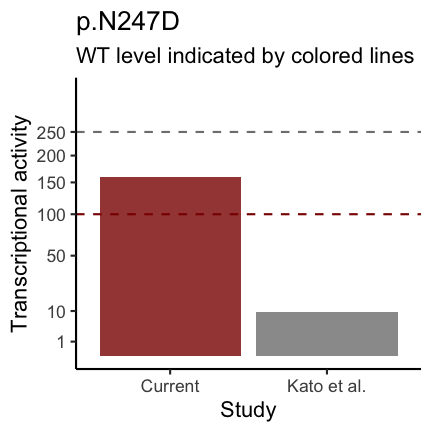 p.N247D
WT level indicated by colored lines
Transcriptional activity
250
200
150
100
50
10
1
Current
Kato et al.
Study